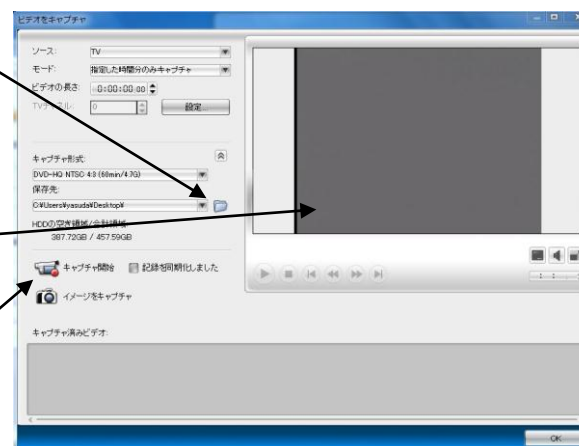 ビデオをキャプチャ
ソース: TV
モード: 指定した時間分のみキャプチャ
ビデオの長さ: 0:00:00.00
TVチャネル: 0 設定...
キャプチャ形式:
DVD-HQ NTSC 4:3 (60min/4.7G)
保存先:
C:¥Users¥yasuda¥Desktop¥
HDDの空き領域/合計領域:
387.72GB / 457.59GB
キャプチャ開始 記録を同期化しました
イメージをキャプチャ
キャプチャ済みビデオ:
OK